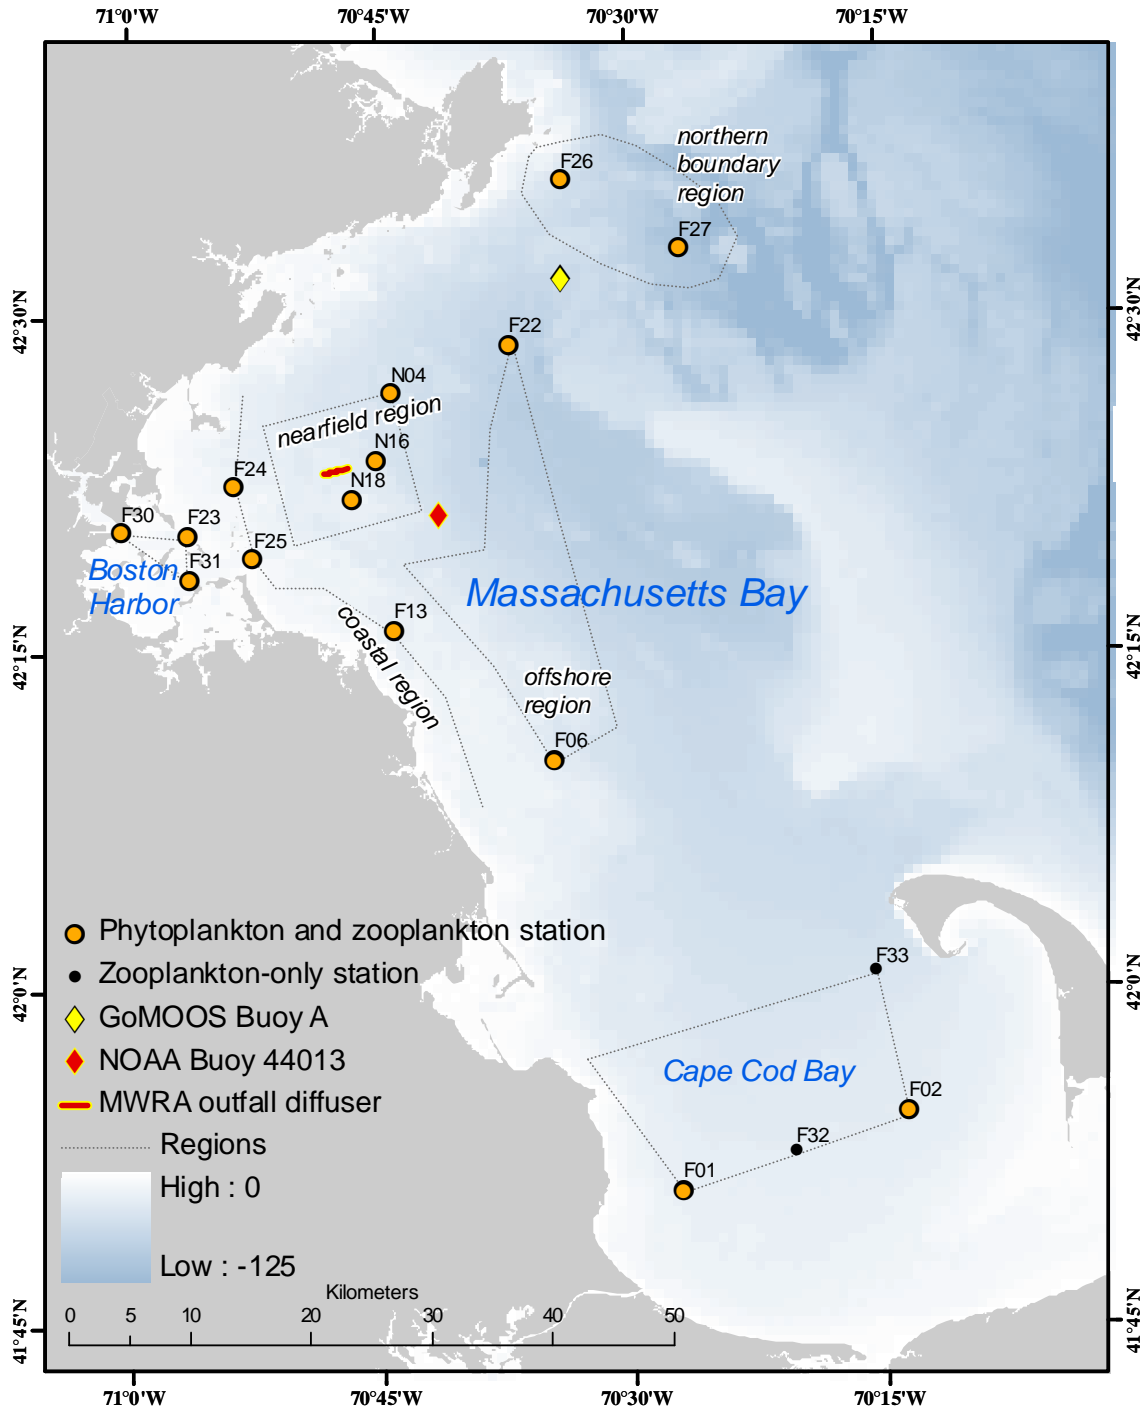 71°0'W
70°45'W
70°30'W
70°15'W
northern
boundary
region
F26
F27
42°30'N
42°30'N
F22
N04
nearfield region
N16
F24
N18
F30
F23
F25
F31
Boston
Harbor
Massachusetts Bay
F13
coastal region
42°15'N
42°15'N
offshore
region
F06
Phytoplankton and zooplankton station
Zooplankton-only station
F33
42°0'N
42°0'N
GoMOOS Buoy A
NOAA Buoy 44013
Cape Cod Bay
MWRA outfall diffuser
F02
Regions
F32
F01
High : 0
Low : -125
Kilometers
0 5 10 20 30 40 50
41°45'N
41°45'N
71°0'W
70°45'W
70°30'W
70°15'W